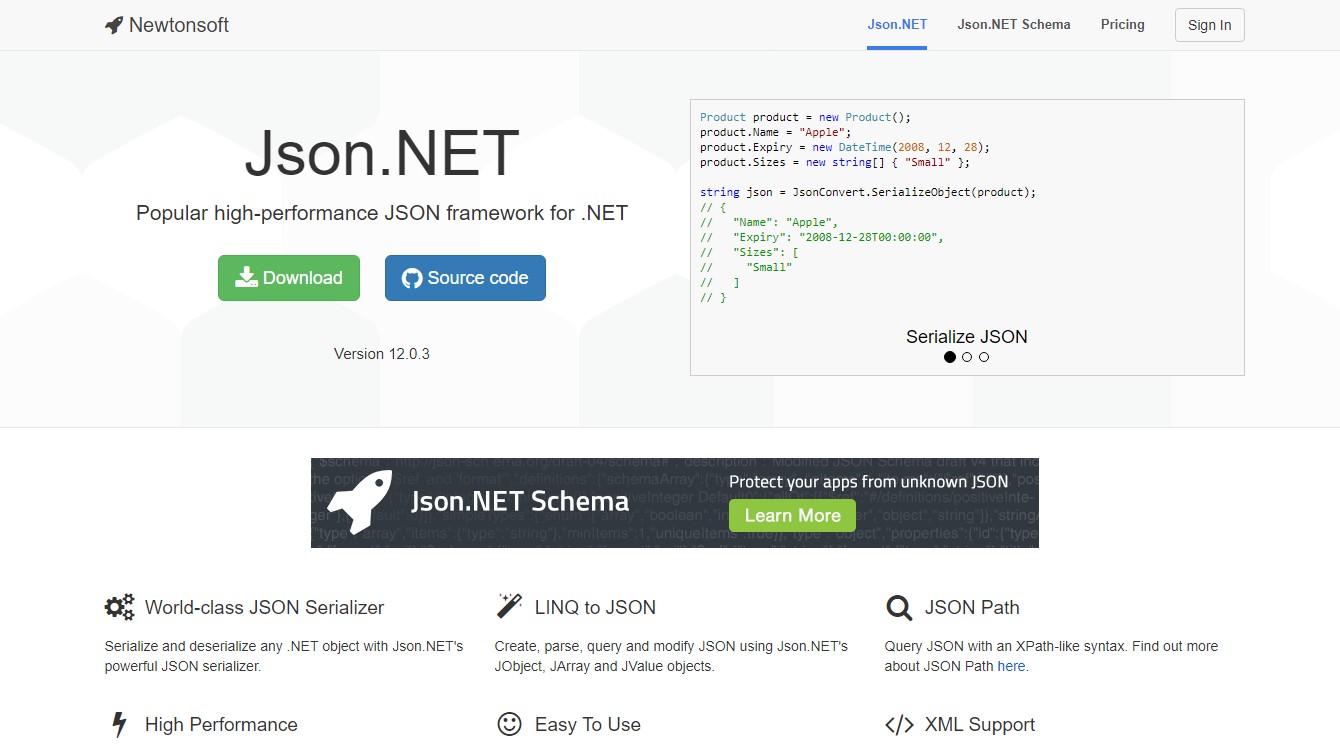 Newtonsoft
Json.NET
Json.NET Schema
Pricing
Sign In
Json.NET
Popular high-performance JSON framework for .NET
Download
Source code
Version 12.0.3
Product product = new Product();
product.Name = "Apple";
product.Expiry = new DateTime(2008, 12, 28);
product.Sizes = new string[] { "Small" };
string json = JsonConvert.SerializeObject(product);
// {
//   "Name": "Apple",
//   "Expiry": "2008-12-28T00:00:00",
//   "Sizes": [
//     "Small"
//   ]
// }
Serialize JSON
Json.NET Schema
Protect your apps from unknown JSON
Learn More
World-class JSON Serializer
Serialize and deserialize any .NET object with Json.NET's
powerful JSON serializer.
LINQ to JSON
Create, parse, query and modify JSON using Json.NET's
JObject, JArray and JValue objects.
JSON Path
Query JSON with an XPath-like syntax. Find out more
about JSON Path here.
High Performance
Easy To Use
XML Support